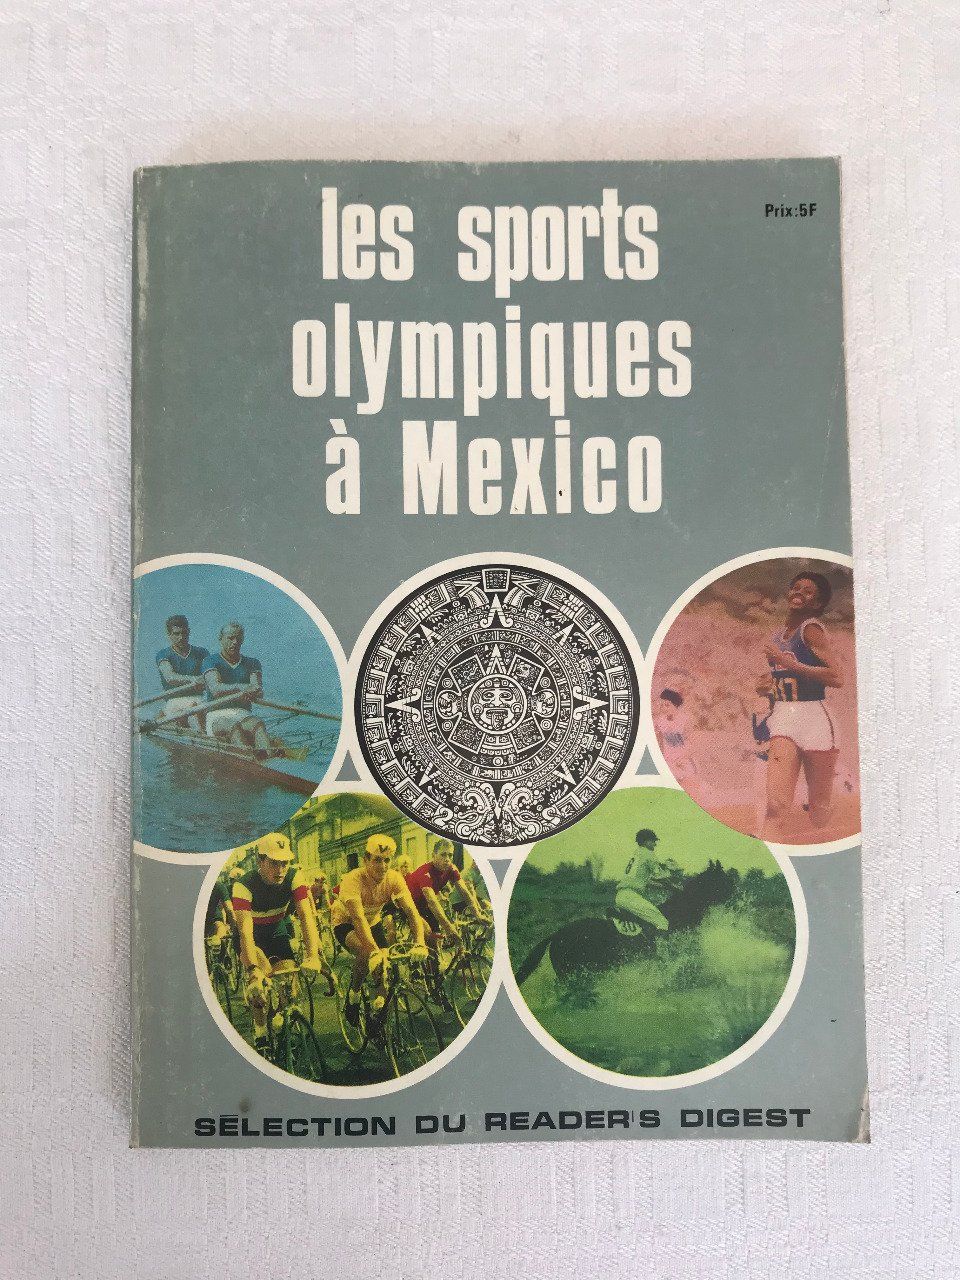 les sports
Prix:5F
olympiques
à Mexico
SÉLECTION DU READER'S DIGEST